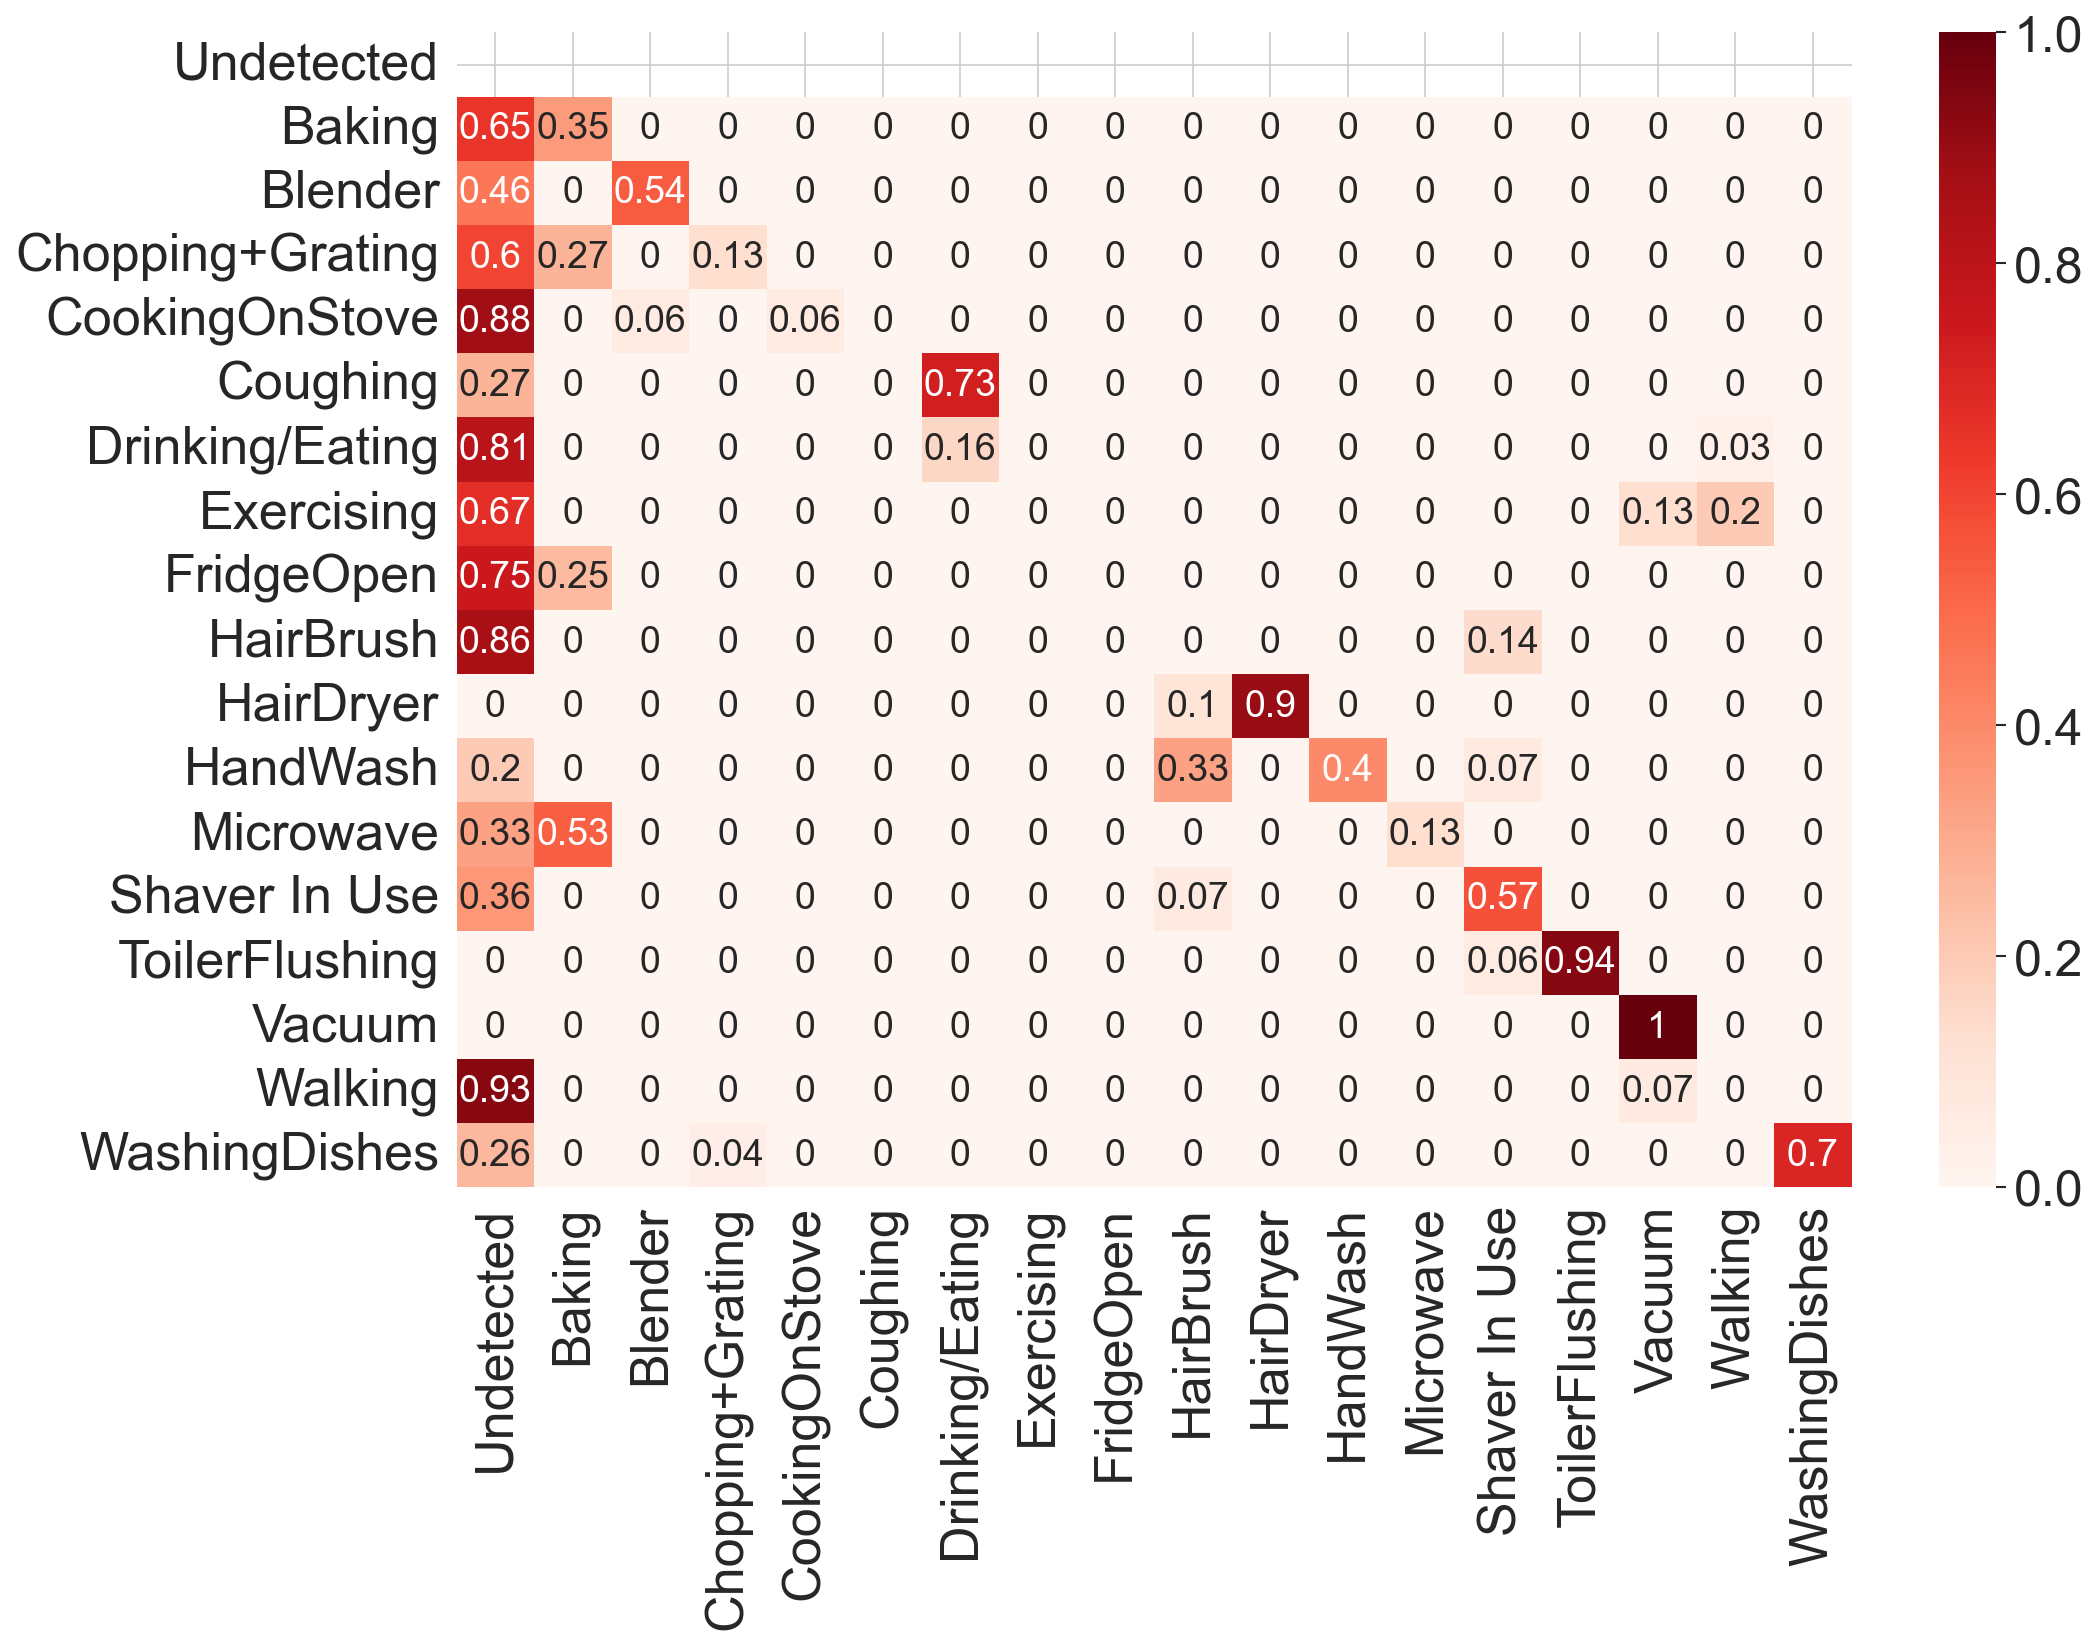 Undetected
Baking 0.65 0.35 0 0 0 0 0 0 0 0 0 0 0 0 0 0 0 0
Blender 0.46 0 0.54 0 0 0 0 0 0 0 0 0 0 0 0 0 0 0
Chopping+Grating 0.6 0.27 0 0.13 0 0 0 0 0 0 0 0 0 0 0 0 0 0
CookingOnStove 0.88 0 0.06 0 0.06 0 0 0 0 0 0 0 0 0 0 0 0 0
Coughing 0.27 0 0 0 0 0 0.73 0 0 0 0 0 0 0 0 0 0 0
Drinking/Eating 0.81 0 0 0 0 0 0.16 0 0 0 0 0 0 0 0 0 0.03 0
Exercising 0.67 0 0 0 0 0 0 0 0 0 0 0 0 0 0 0.13 0.2 0
FridgeOpen 0.75 0.25 0 0 0 0 0 0 0 0 0 0 0 0 0 0 0 0
HairBrush 0.86 0 0 0 0 0 0 0 0 0 0 0 0 0.14 0 0 0 0
HairDryer 0 0 0 0 0 0 0 0 0 0.1 0.9 0 0 0 0 0 0 0
HandWash 0.2 0 0 0 0 0 0 0 0 0.33 0 0.4 0 0.07 0 0 0 0
Microwave 0.33 0.53 0 0 0 0 0 0 0 0 0 0 0.13 0 0 0 0 0
Shaver In Use 0.36 0 0 0 0 0 0 0 0 0.07 0 0 0 0.57 0 0 0 0
ToilerFlushing 0 0 0 0 0 0 0 0 0 0 0 0 0 0.06 0.94 0 0 0
Vacuum 0 0 0 0 0 0 0 0 0 0 0 0 0 0 0 1 0 0
Walking 0.93 0 0 0 0 0 0 0 0 0 0 0 0 0 0 0.07 0 0
WashingDishes 0.26 0 0 0.04 0 0 0 0 0 0 0 0 0 0 0 0 0 0.7
Undetected
Baking
Blender
Chopping+Grating
CookingOnStove
Coughing
Drinking/Eating
Exercising
FridgeOpen
HairBrush
HairDryer
HandWash
Microwave
Shaver In Use
ToilerFlushing
Vacuum
Walking
WashingDishes
1.0
0.8
0.6
0.4
0.2
0.0